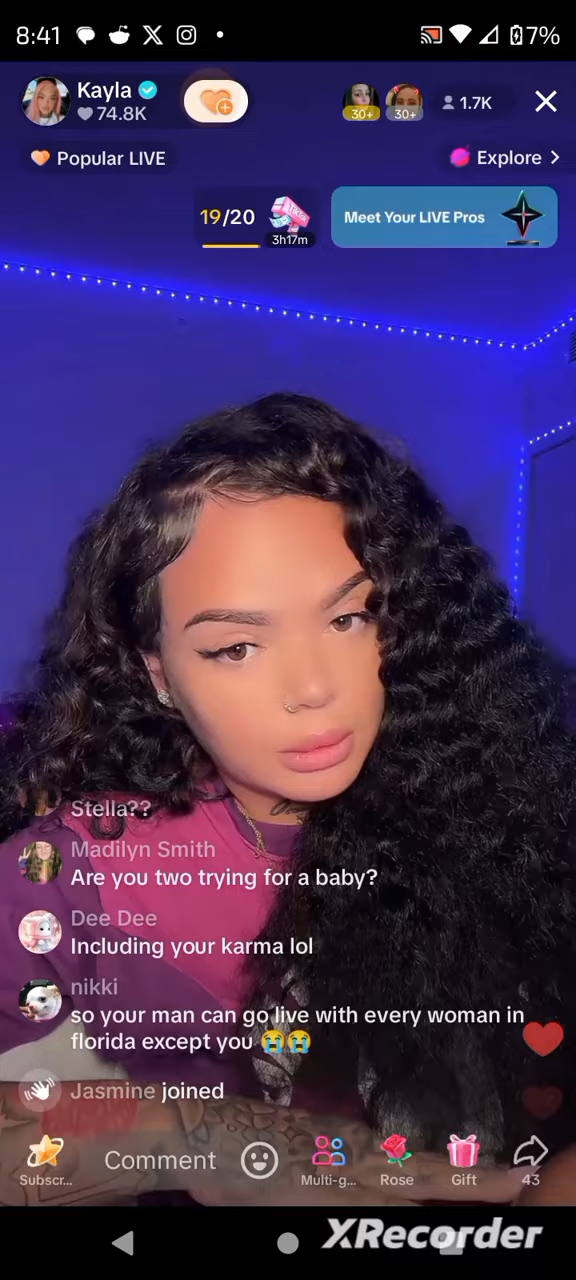 8:41
7%
Kayla
74.8K
30+
30+
1.7K
Popular LIVE
Explore
19/20
3h17m
Meet Your LIVE Pros
Stella??
Madilyn Smith
Are you two trying for a baby?
Dee Dee
Including your karma lol
nikki
so your man can go live with every woman in
florida except you 😭😭
Jasmine joined
Subscr...
Comment
Multi-g...
Rose
Gift
43
XRecorder